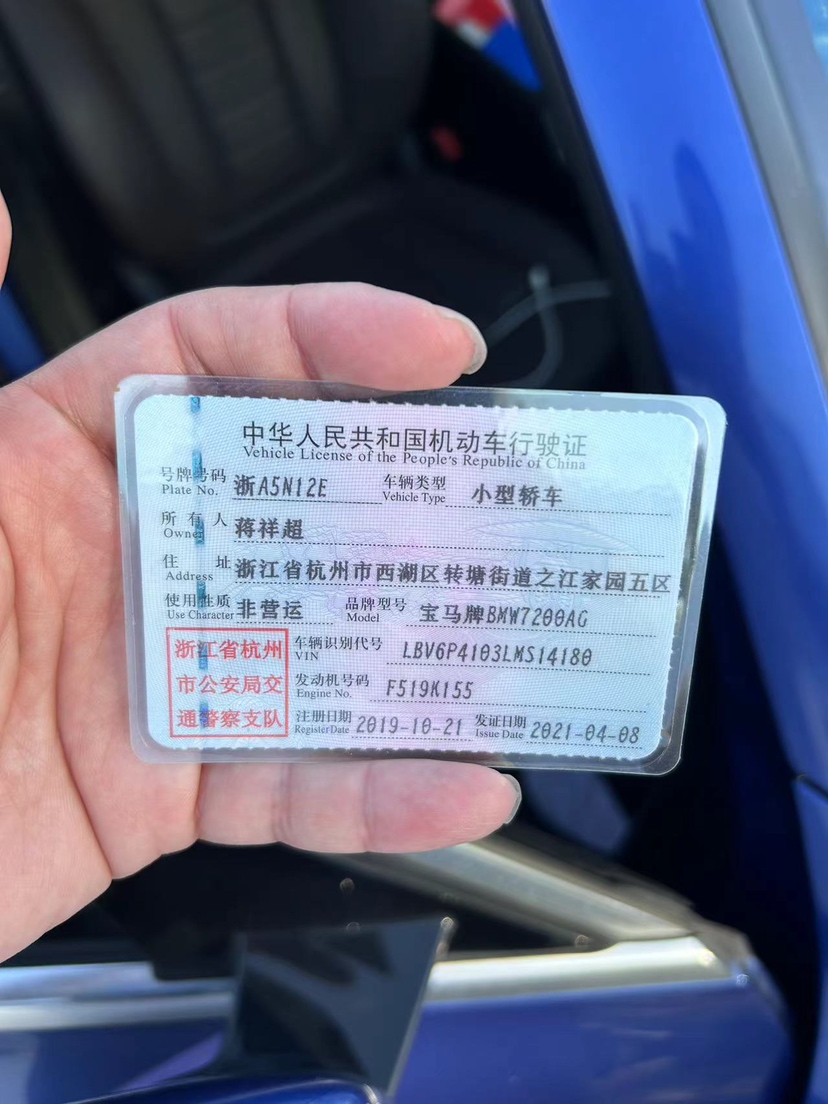 中华人民共和国机动车行驶证
Vehicle License of the People's Republic of China
号牌号码 浙A5N12E 车辆类型 小型轿车
Plate No. Vehicle Type
所有人 蒋祥超
Owner
住址 浙江省杭州市西湖区转塘街道之江家园五区
Address
使用性质 非营运 品牌型号 宝马牌BMW7200AG
Use Character Model
浙江省杭州
市公安局交
通警察支队
车辆识别代号 LBV6P4103LMS14180
VIN
发动机号码 F519K155
Engine No.
注册日期 2019-10-21 发证日期 2021-04-08
Register Date Issue Date